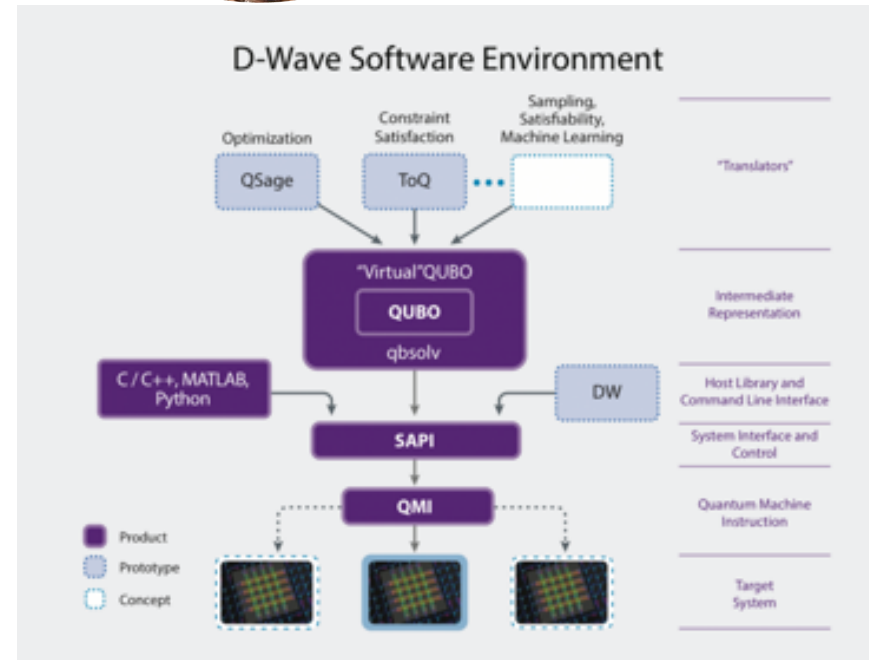 D-Wave Software Environment
Optimization
Constraint
Satisfaction
Sampling,
Satisfiability,
Machine Learning
QSage
ToQ
"Translators"
"Virtual"QUBO
QUBO
qbsolv
Intermediate
Representation
C / C++, MATLAB,
Python
DW
Host Library and
Command Line Interface
SAPI
System Interface and
Control
QMI
Quantum Machine
Instruction
Product
Prototype
Concept
Target
System